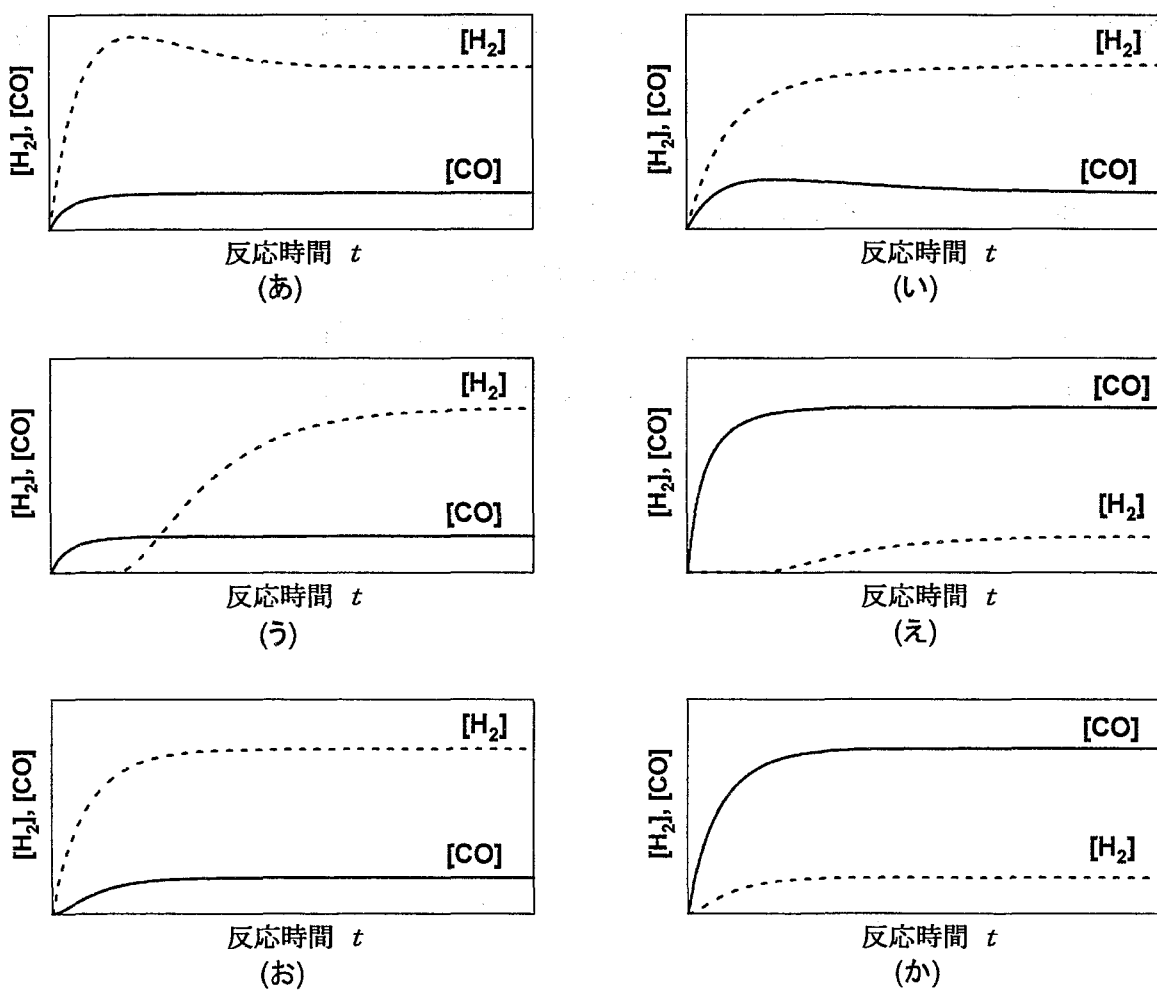 [H₂], [CO]
[H₂]
[CO]
反応時間 t
(あ)
[H₂], [CO]
[H₂]
[CO]
反応時間 t
(い)
[H₂], [CO]
[H₂]
[CO]
反応時間 t
(う)
[H₂], [CO]
[CO]
[H₂]
反応時間 t
(え)
[H₂], [CO]
[H₂]
[CO]
反応時間 t
(お)
[H₂], [CO]
[CO]
[H₂]
反応時間 t
(か)